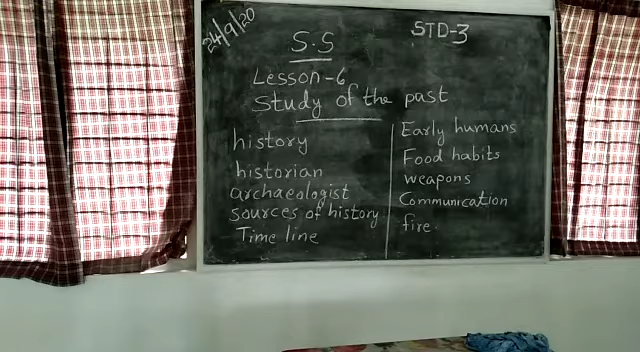 24/9/20
S.S
STD-3
Lesson-6
Study of the past
history
historian
archaeologist
sources of history
Time line
Early humans
Food habits
weapons
Communication
fire.